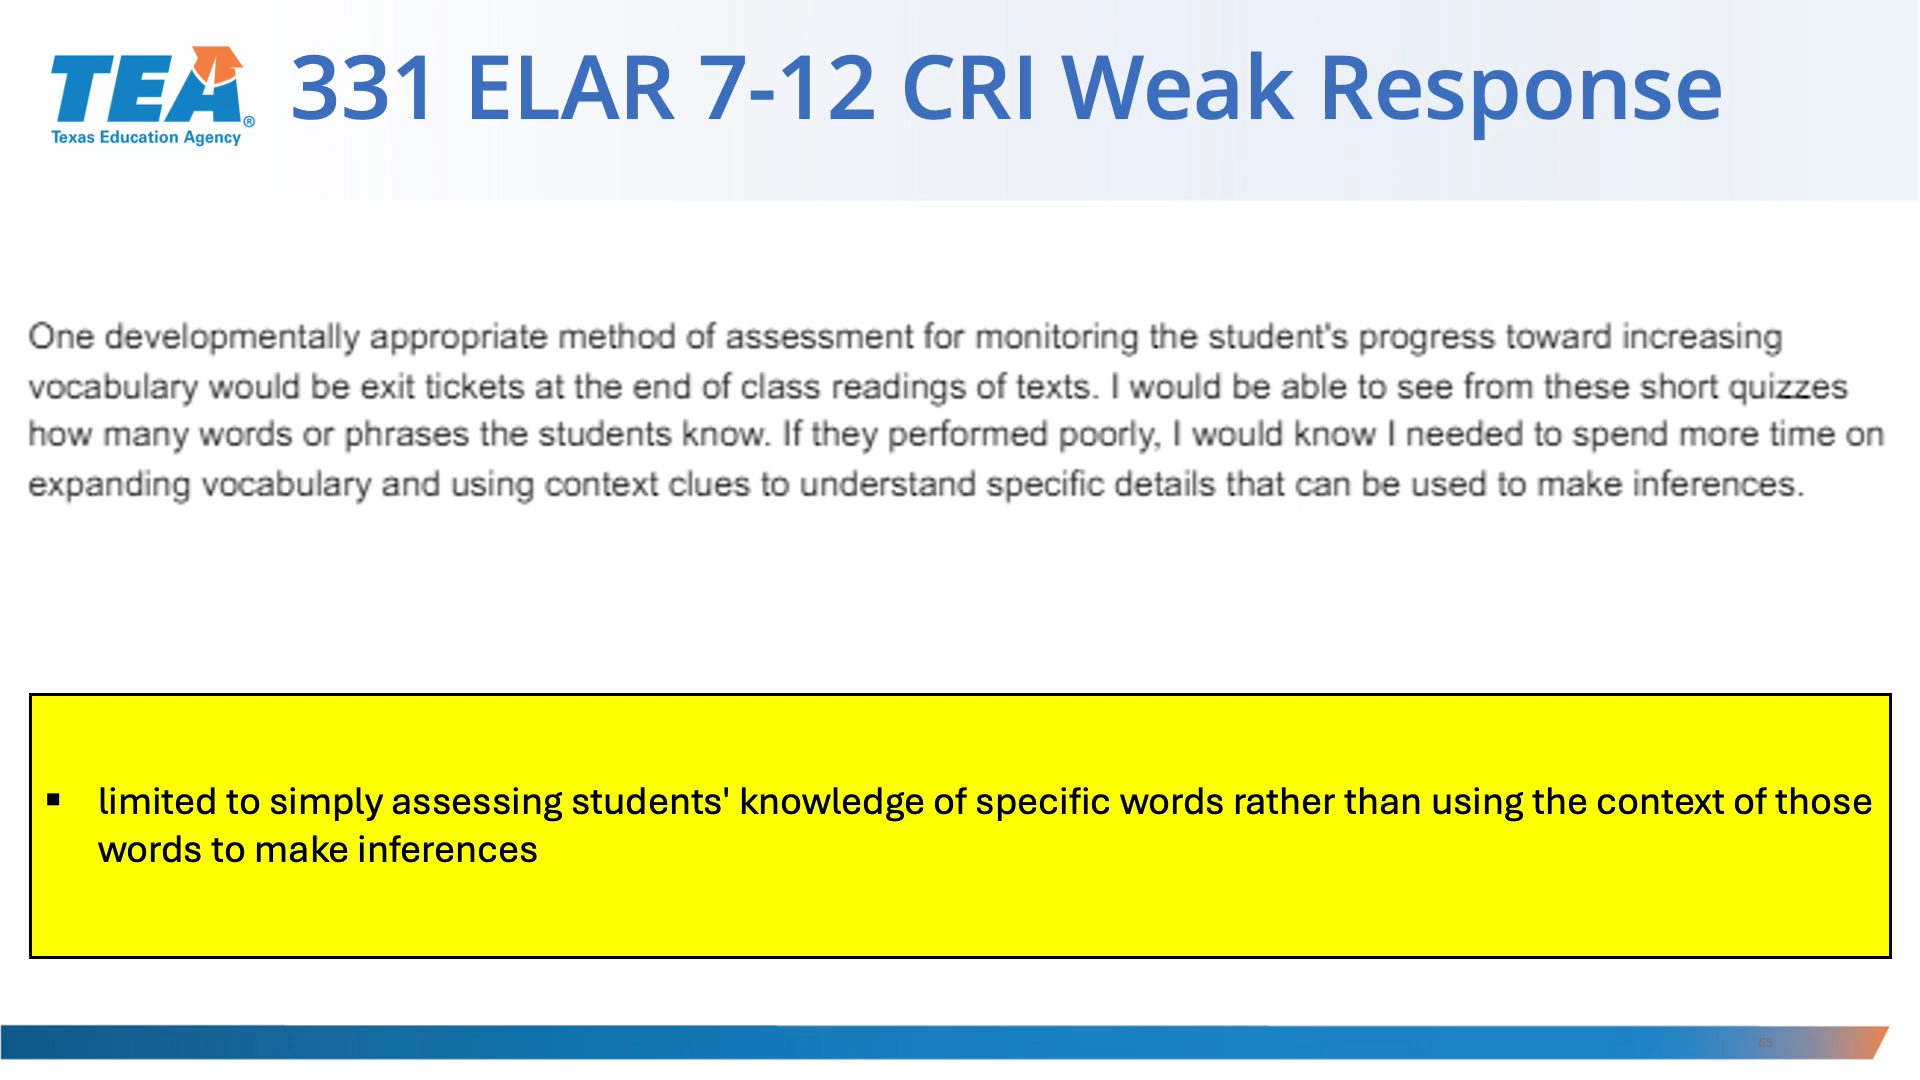 TEA®
Texas Education Agency
331 ELAR 7-12 CRI Weak Response
One developmentally appropriate method of assessment for monitoring the student's progress toward increasing
vocabulary would be exit tickets at the end of class readings of texts. I would be able to see from these short quizzes
how many words or phrases the students know. If they performed poorly, I would know I needed to spend more time on
expanding vocabulary and using context clues to understand specific details that can be used to make inferences.
▪ limited to simply assessing students' knowledge of specific words rather than using the context of those
words to make inferences
65